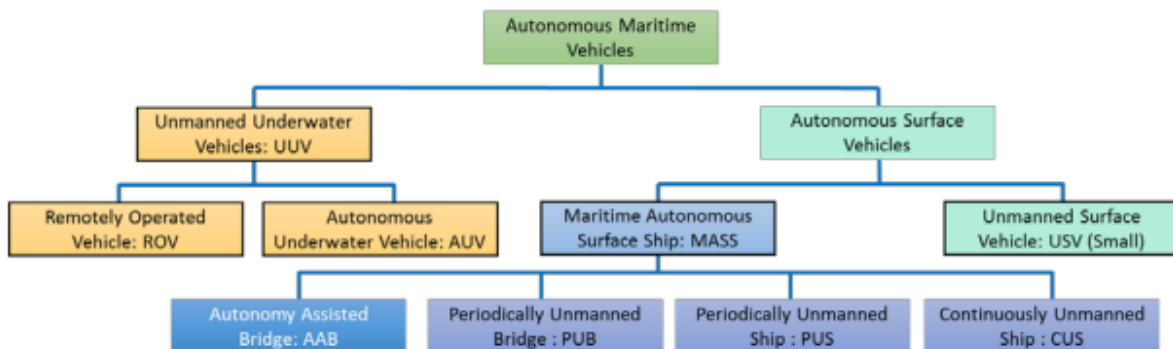 Autonomous Maritime
Vehicles
Unmanned Underwater
Vehicles: UUV
Autonomous Surface
Vehicles
Remotely Operated
Vehicle: ROV
Autonomous
Underwater Vehicle: AUV
Maritime Autonomous
Surface Ship: MASS
Unmanned Surface
Vehicle: USV (Small)
Autonomy Assisted
Bridge: AAB
Periodically Unmanned
Bridge : PUB
Periodically Unmanned
Ship : PUS
Continuously Unmanned
Ship : CUS